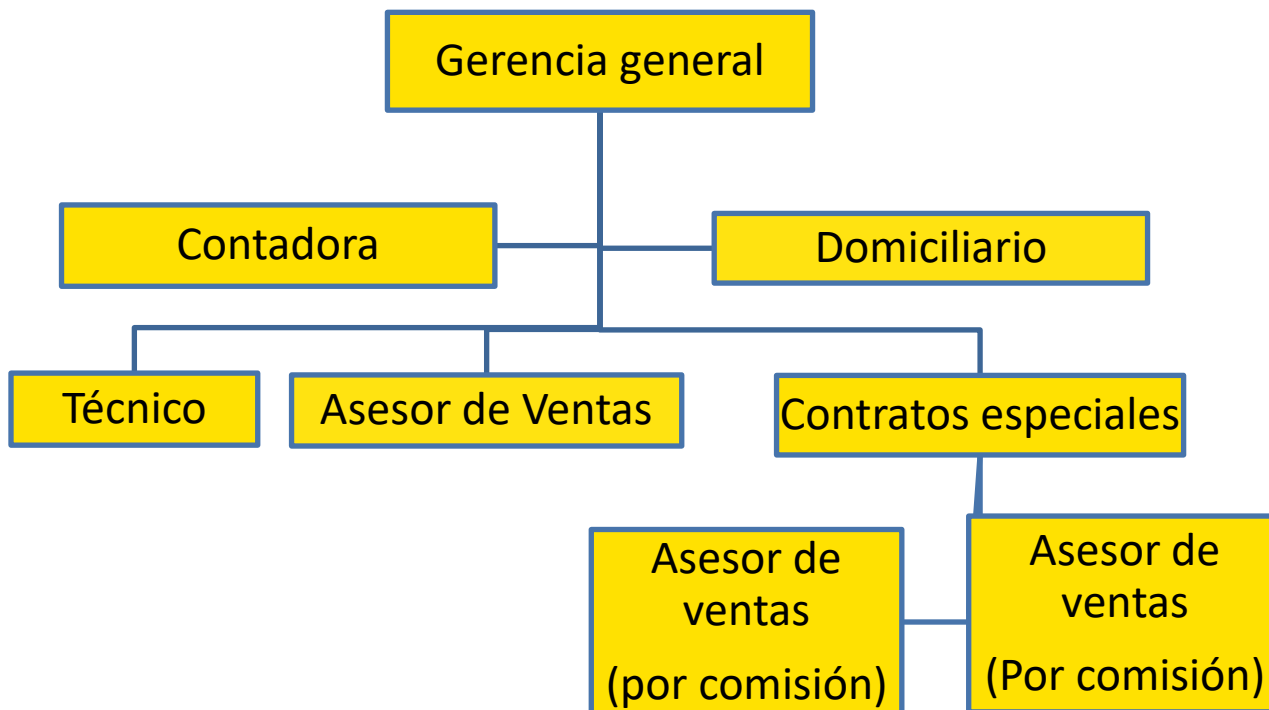 Gerencia general
Contadora
Domiciliario
Técnico
Asesor de Ventas
Contratos especiales
Asesor de
ventas
(por comisión)
Asesor de
ventas
(Por comisión)